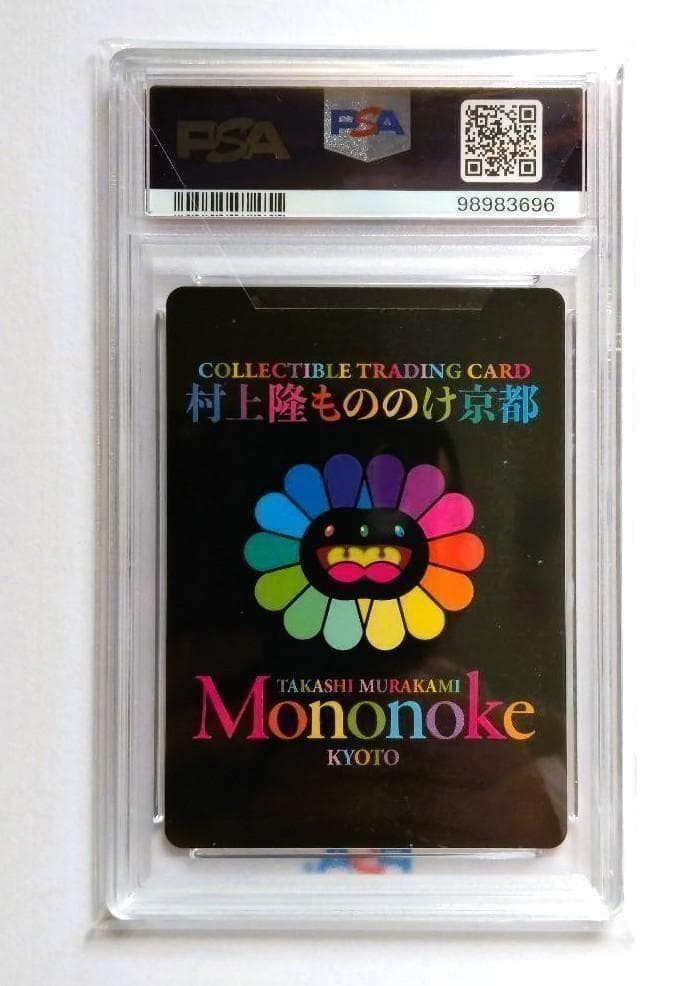 PSA
PSA
98983696
COLLECTIBLE TRADING CARD
村上隆もののけ京都
TAKASHI MURAKAMI
Mononoke
KYOTO